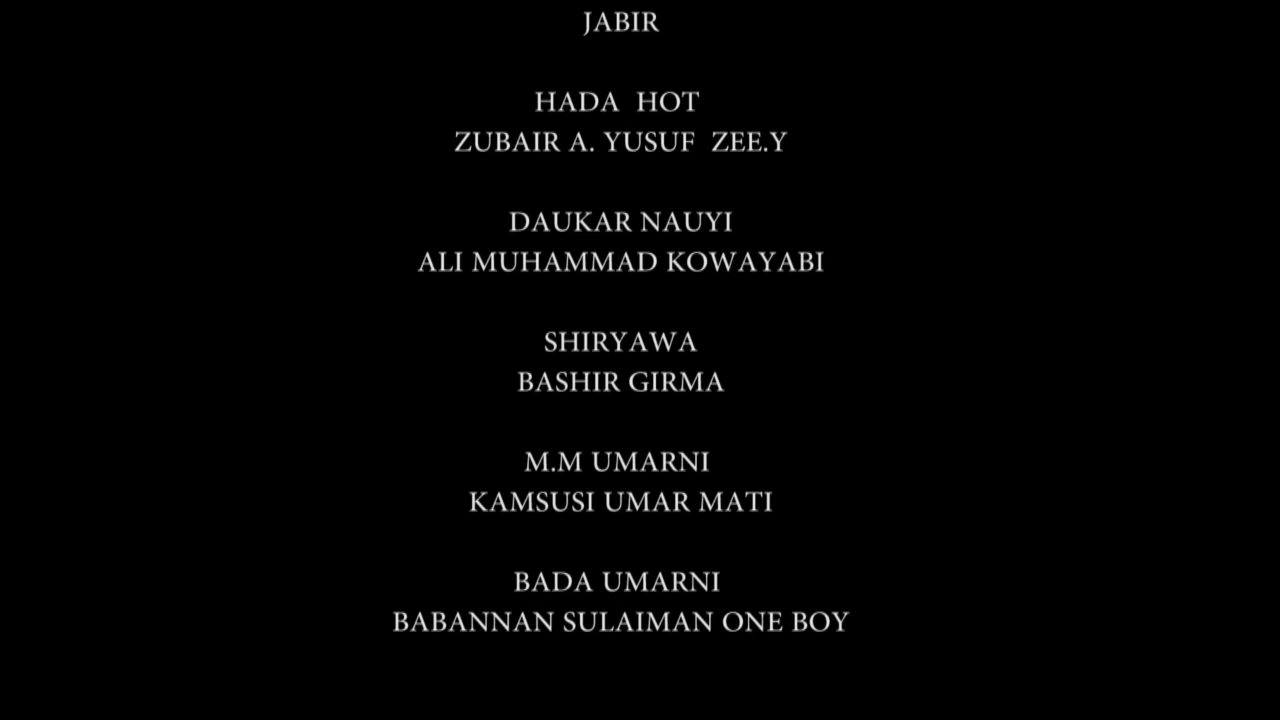 JABIR
HADA HOT
ZUBAIR A. YUSUF ZEE.Y
DAUKAR NAUYI
ALI MUHAMMAD KOWAYABI
SHIRYAWA
BASHIR GIRMA
M.M UMARNI
KAMSUSI UMAR MATI
BADA UMARNI
BABANNAN SULAIMAN ONE BOY